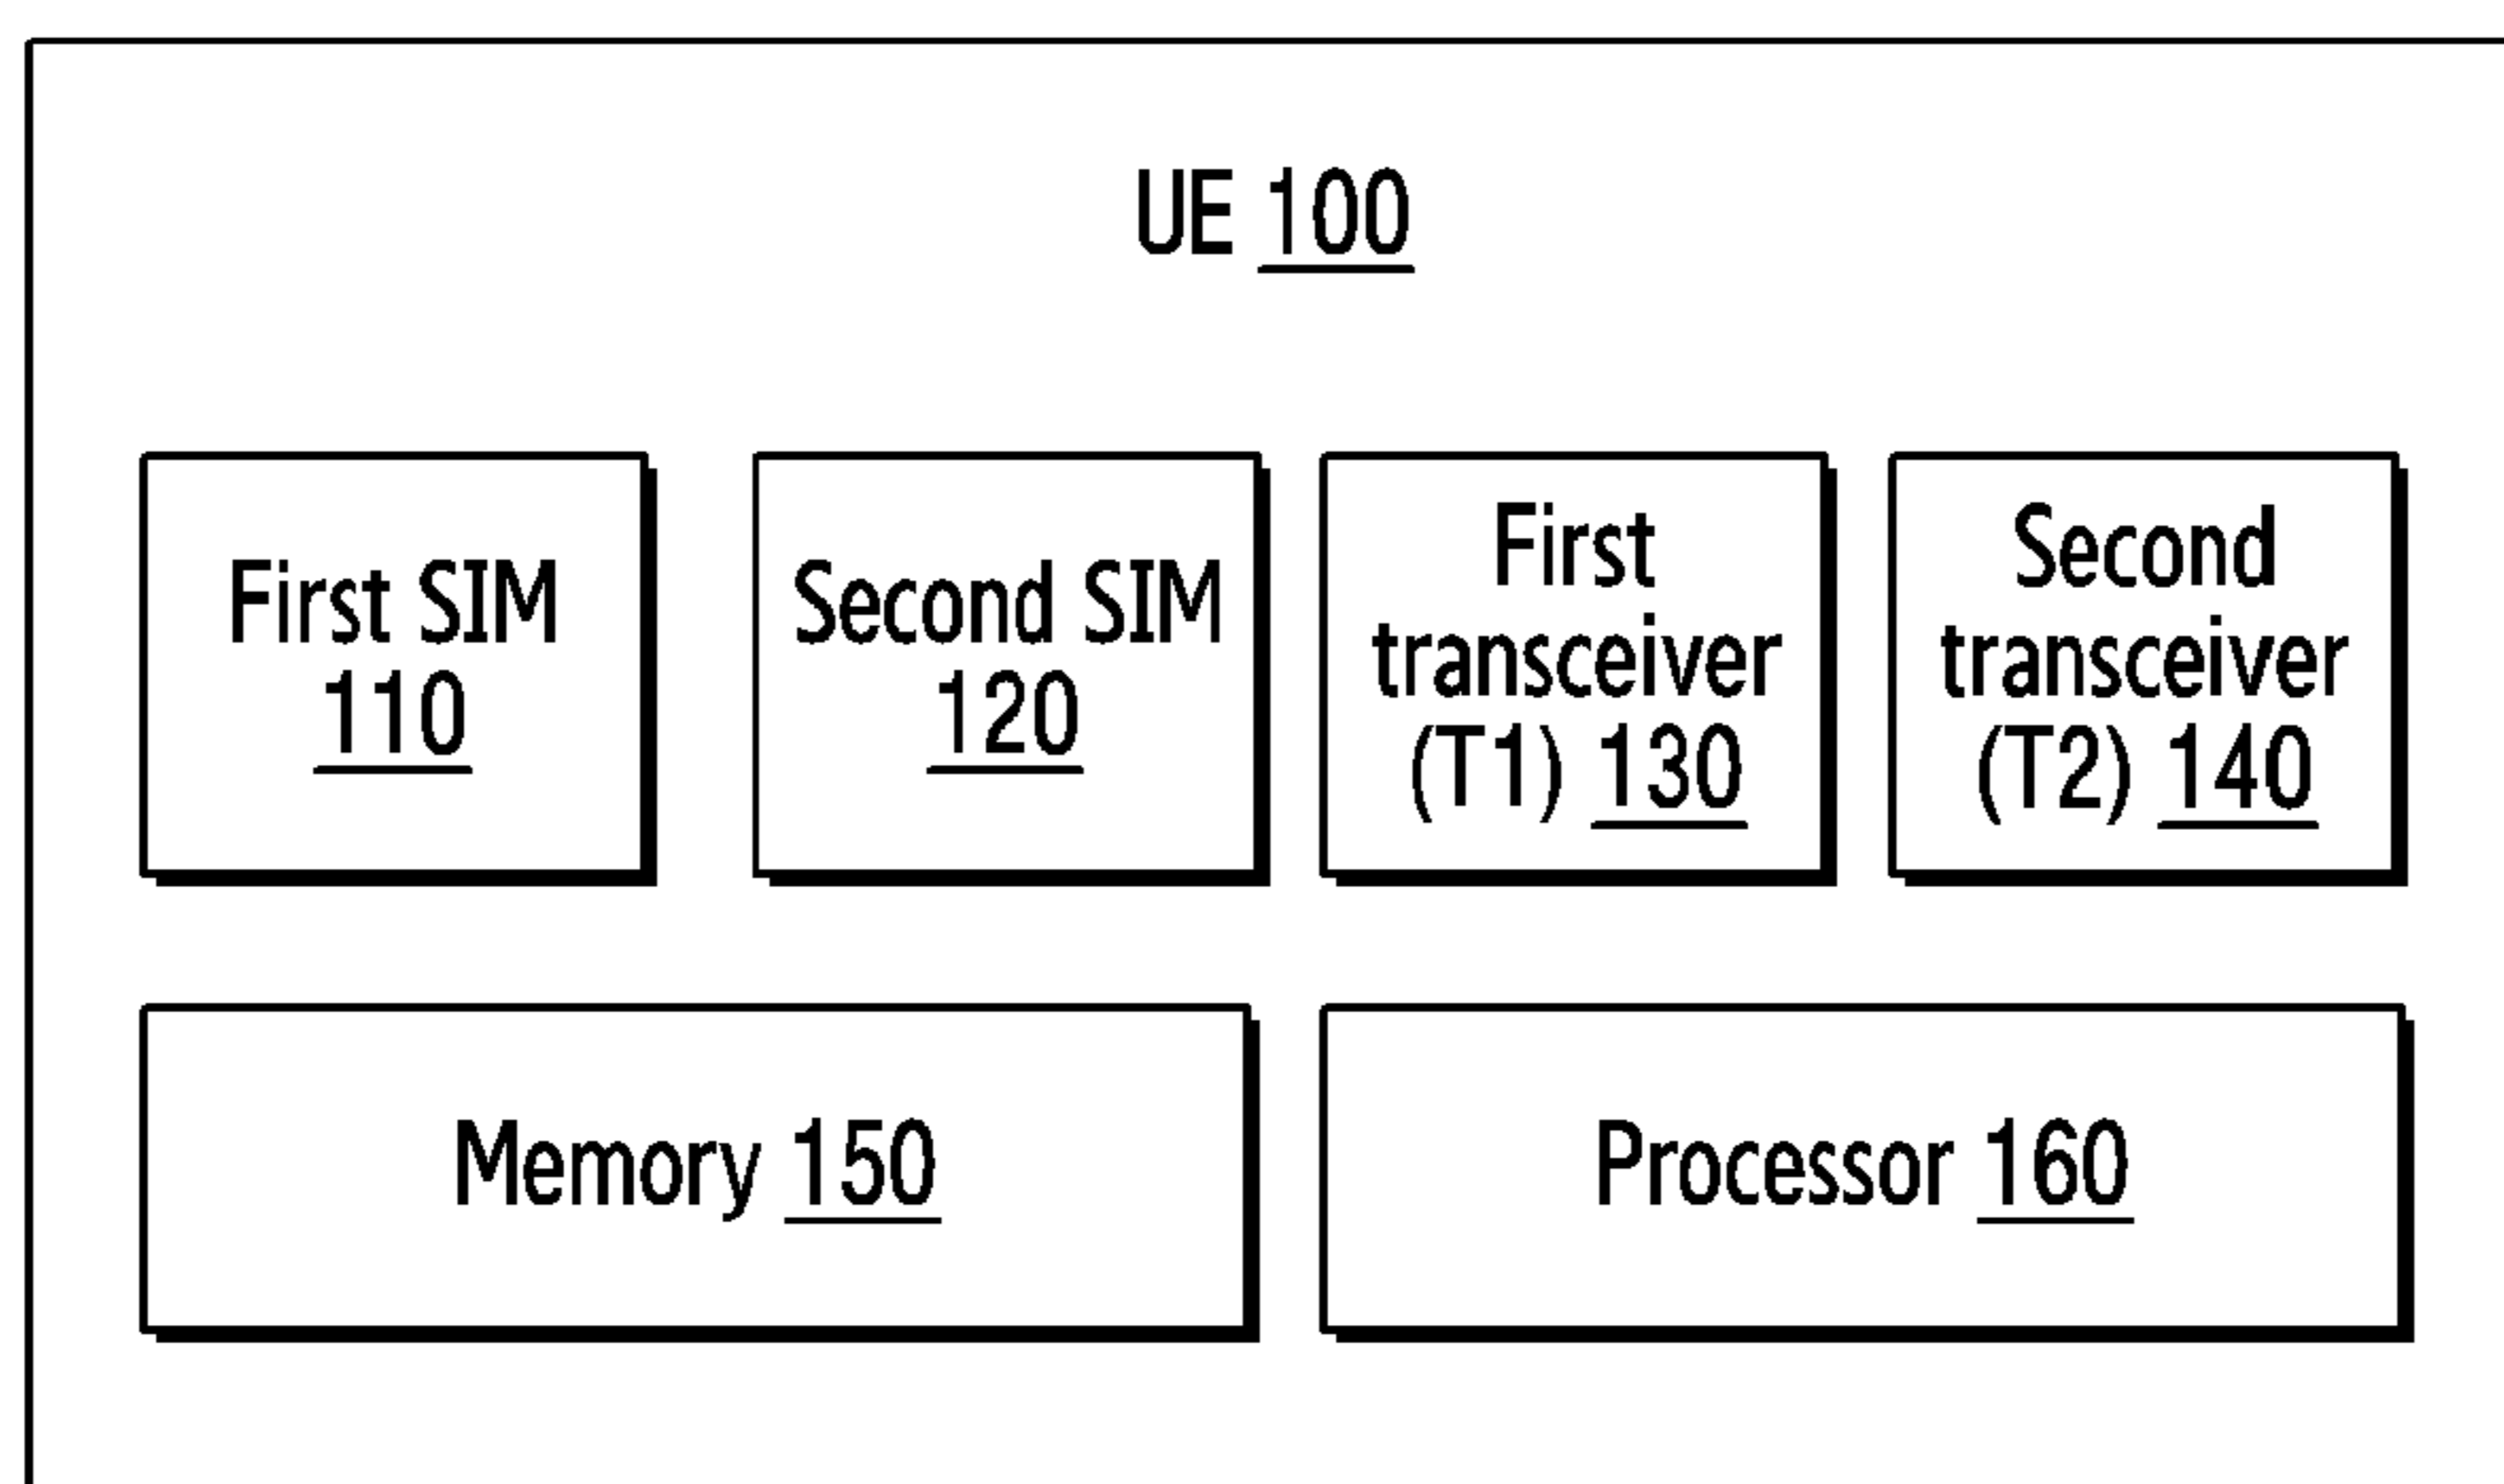 UE 100
First SIM
110
Second SIM
120
First
transceiver
(T1) 130
Second
transceiver
(T2) 140
Memory 150
Processor 160